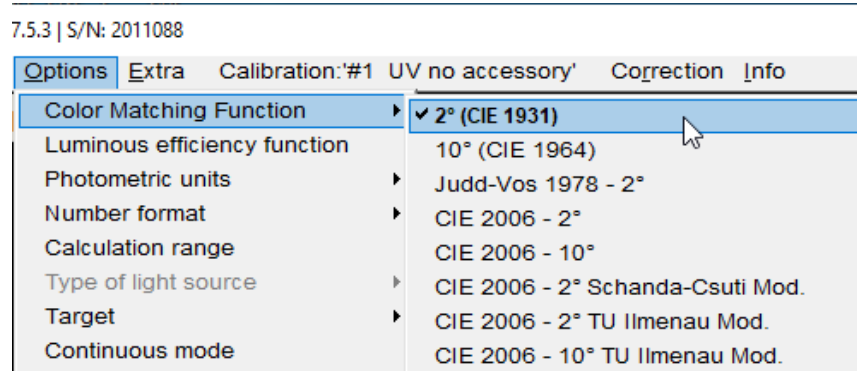 7.5.3 | S/N: 2011088
Options Extra Calibration:'#1 UV no accessory' Correction Info
Color Matching Function
Luminous efficiency function
Photometric units
Number format
Calculation range
Type of light source
Target
Continuous mode
2° (CIE 1931)
10° (CIE 1964)
Judd-Vos 1978 - 2°
CIE 2006 - 2°
CIE 2006 - 10°
CIE 2006 - 2° Schanda-Csuti Mod.
CIE 2006 - 2° TU Ilmenau Mod.
CIE 2006 - 10° TU Ilmenau Mod.